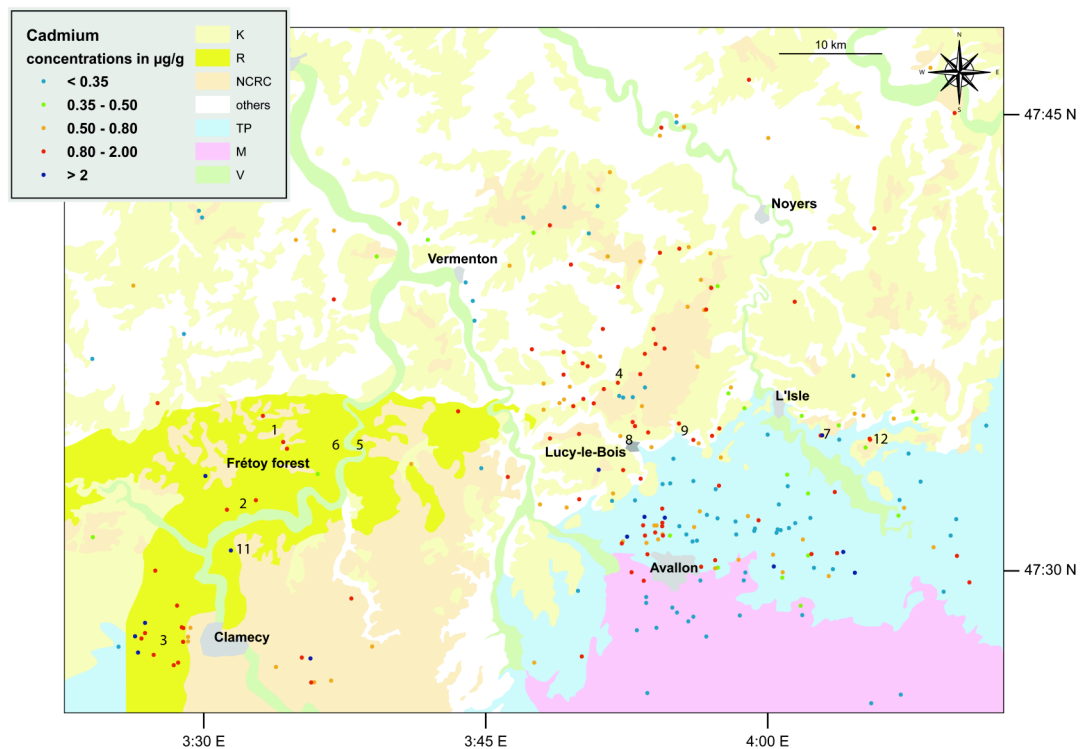 Cadmium
concentrations in µg/g
< 0.35
0.35 - 0.50
0.50 - 0.80
0.80 - 2.00
> 2
K
R
NCRC
others
TP
M
V
10 km
N
W
E
S
47:45 N
Noyers
Vermenton
4
L'Isle
1
6
5
8
9
7
12
Lucy-le-Bois
Frétoy forest
2
11
Avallon
47:30 N
3
Clamecy
3:30 E
3:45 E
4:00 E